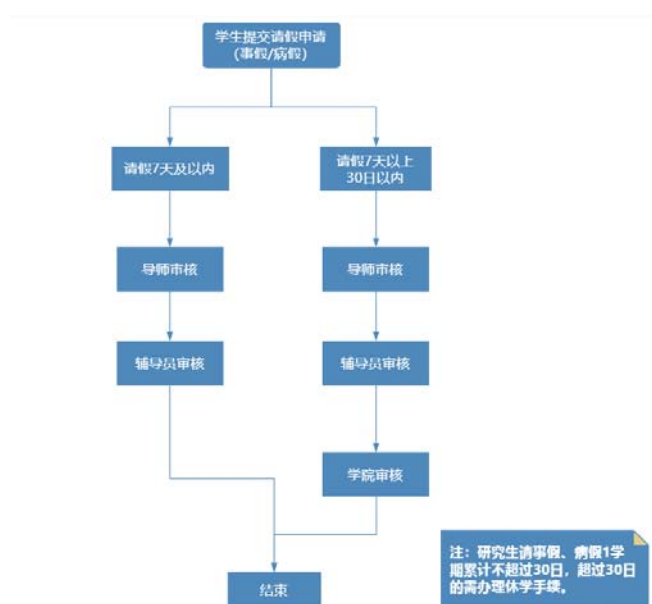 学生提交请假申请
(事假/病假)
请假7天及以内
请假7天以上
30日以内
导师审核
导师审核
辅导员审核
辅导员审核
学院审核
结束
注：研究生请事假、病假1学
期累计不超过30日，超过30日
的需办理休学手续。